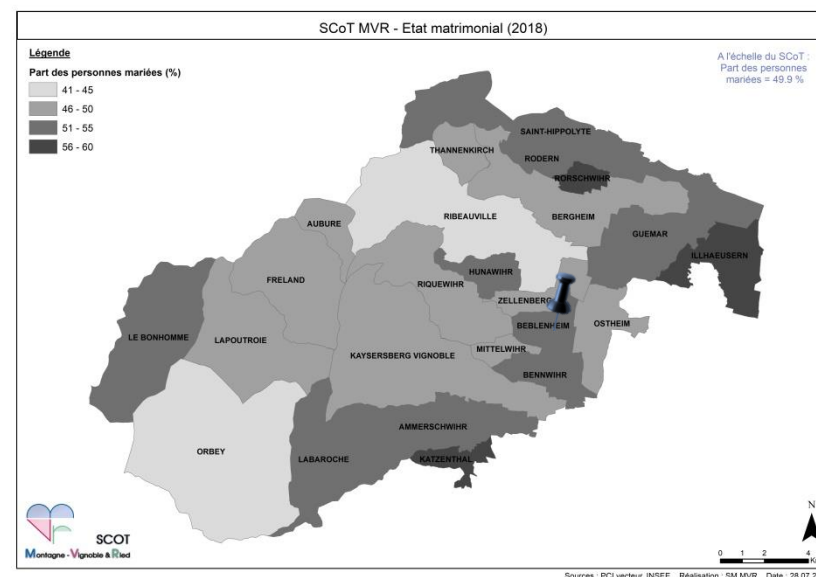 SCoT MVR - Etat matrimonial (2018)
Légende
Part des personnes mariées (%)
41 - 45
46 - 50
51 - 55
56 - 60
A l'échelle du SCoT :
Part des personnes
mariées = 49.9 %
SAINT-HIPPOLYTE
THANNENKIRCH
RODERN
RORSCHWIHR
RIBEAUVILLE
BERGHEIM
AUBURE
GUEMAR
ILLHAEUSERN
HUNAWIHR
FRELAND
RIQUEWIHR
ZELLENBERG
BEBLENHEIM
OSTHEIM
LE BONHOMME
LAPOUTROIE
MITTELWIHR
KAYSERSBERG VIGNOBLE
BENNWIHR
AMMERSCHWIHR
ORBEY
LABAROCHE
KATZENTHAL
N
SCOT
Montagne - Vignoble & Ried
0 1 2 4
Sources : PCI vecteur, INSEE Réalisation : SM MVR Date : 28.07.2